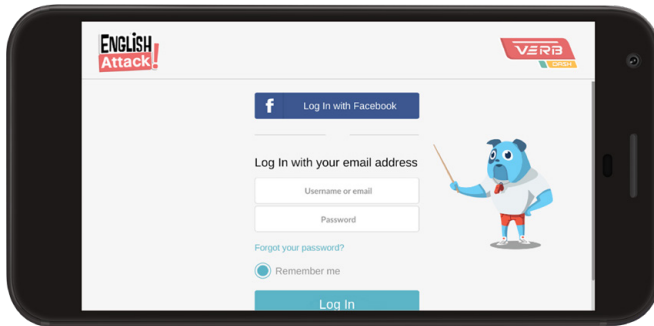 ENGLiSH
Attack!
VERB
DASH
f
Log In with Facebook
Log In with your email address
Username or email
Password
Forgot your password?
Remember me
Log In